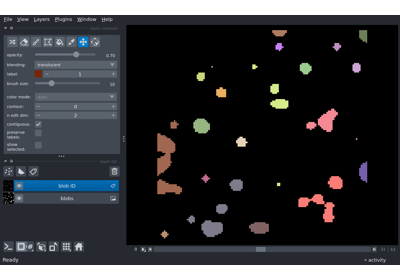 File View Layers Plugins Window Help
opacity: 0.70
blending: translucent
label: 1
brush size: 10
color mode:
contour: 0
n edit dim: 2
contiguous:
preserve labels:
show selected:
blob ID
blobs
Ready
activity